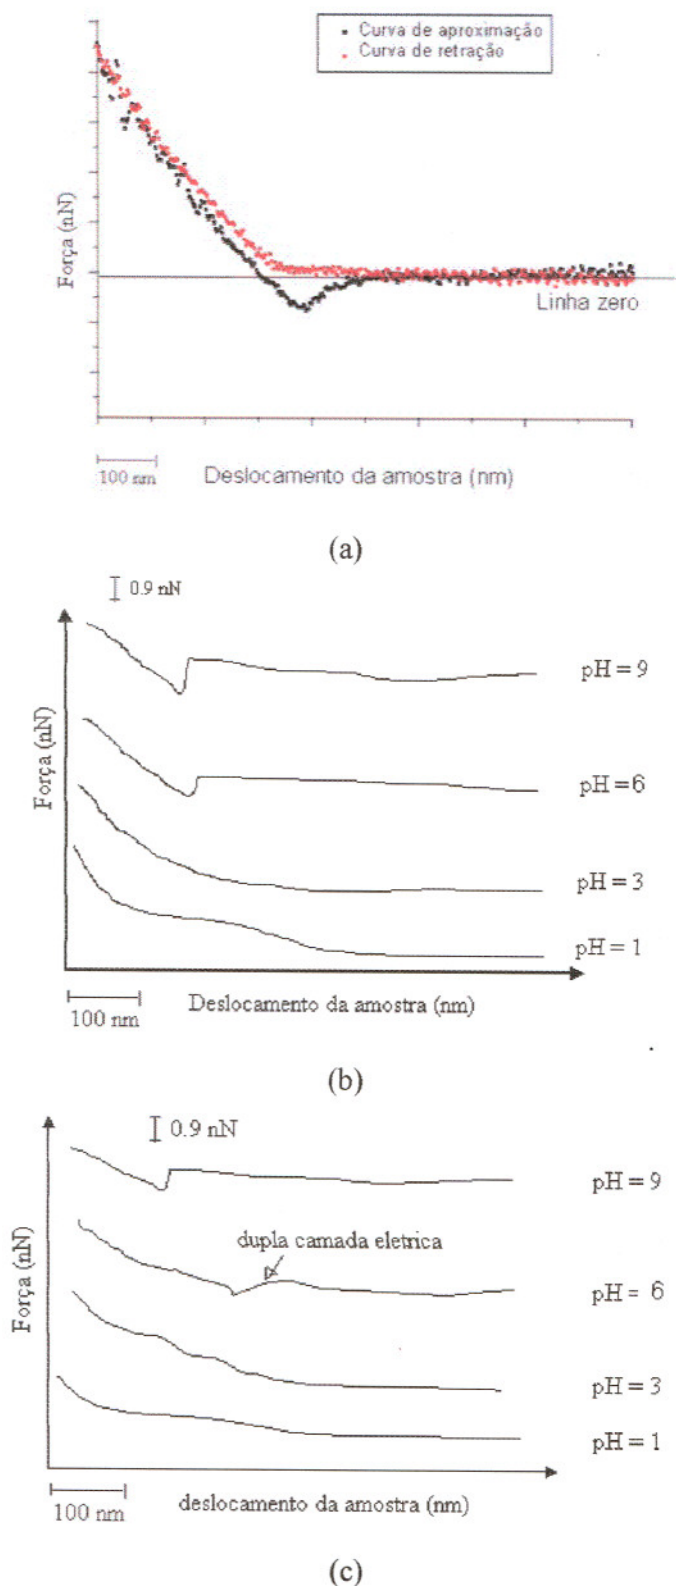 Curva de aproximação
Curva de retração
Força (nN)
Linha zero
100 nm
Deslocamento da amostra (nm)
(a)
0.9 nN
Força (nN)
pH = 9
pH = 6
pH = 3
pH = 1
100 nm
Deslocamento da amostra (nm)
(b)
0.9 nN
Força (nN)
pH = 9
dupla camada eletrica
pH = 6
pH = 3
pH = 1
100 nm
deslocamento da amostra (nm)
(c)